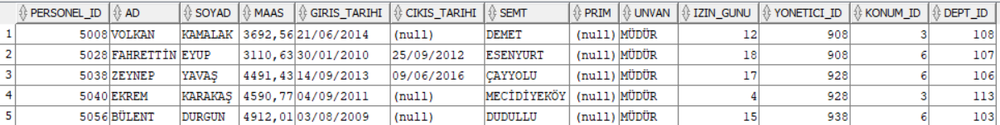 PERSONEL_ID AD SOYAD MAAS GIRIS_TARIHI CIKIS_TARIHI SEMT PRIM UNVAN IZIN_GUNU YONETICI_ID KONUM_ID DEPT_ID
1 5008 VOLKAN KAMALAK 3692,56 21/06/2014 (null) DEMET (null) MÜDÜR 12 908 3 108
2 5028 FAHRETTİN EYUP 3110,63 30/01/2010 25/09/2012 ESENYURT (null) MÜDÜR 18 908 6 107
3 5038 ZEYNEP YAVAŞ 4491,43 14/09/2013 09/06/2016 ÇAYYOLU (null) MÜDÜR 17 928 6 106
4 5040 EKREM KARAKAŞ 4590,77 04/09/2011 (null) MECİDİYEKÖY (null) MÜDÜR 4 928 3 113
5 5056 BÜLENT DURGUN 4912,01 03/08/2009 (null) DUDULLU (null) MÜDÜR 15 938 6 103